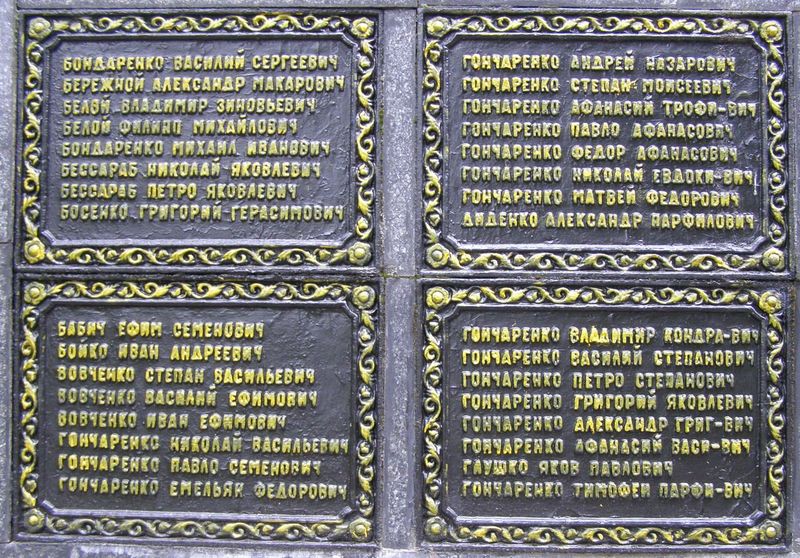 БОНДАРЕНКО ВАСИЛИЙ СЕРГЕЕВИЧ
БЕРЕЖНОЙ АЛЕКСАНДР МАКАРОВИЧ
БЕЛОЙ ВЛАДИМИР ЗИНОВЬЕВИЧ
БЕЛОЙ ФИЛИПП МИХАЙЛОВИЧ
БОНДАРЕНКО МИХАИЛ ИВАНОВИЧ
БЕССАРАБ НИКОЛАЙ ЯКОВЛЕВИЧ
БЕССАРАБ ПЕТРО ЯКОВЛЕВИЧ
БОСЕНКО ГРИГОРИЙ ГЕРАСИМОВИЧ
ГОНЧАРЕНКО АНДРЕЙ НАЗАРОВИЧ
ГОНЧАРЕНКО СТЕПАН МОИСЕЕВИЧ
ГОНЧАРЕНКО АФАНАСИЙ ТРОФИ-ВИЧ
ГОНЧАРЕНКО ПАВЛО АФАНАСОВИЧ
ГОНЧАРЕНКО ФЕДОР АФАНАСОВИЧ
ГОНЧАРЕНКО НИКОЛАЙ ЕВДОКИ-ВИЧ
ГОНЧАРЕНКО МАТВЕЙ ФЕДОРОВИЧ
ДИДЕНКО АЛЕКСАНДР ПАРФИЛОВИЧ
БАБИЧ ЕФИМ СЕМЕНОВИЧ
БОЙКО ИВАН АНДРЕЕВИЧ
ВОВЧЕНКО СТЕПАН ВАСИЛЬЕВИЧ
ВОВЧЕНКО ВАСИЛИЙ ЕФИМОВИЧ
ВОВЧЕНКО ИВАН ЕФИМОВИЧ
ГОНЧАРЕНКО НИКОЛАЙ ВАСИЛЬЕВИЧ
ГОНЧАРЕНКО ПАВЛО СЕМЕНОВИЧ
ГОНЧАРЕНКО ЕМЕЛЬЯН ФЕДОРОВИЧ
ГОНЧАРЕНКО ВЛАДИМИР КОНДРА-ВИЧ
ГОНЧАРЕНКО ВАСИЛИЙ СТЕПАНОВИЧ
ГОНЧАРЕНКО ПЕТРО СТЕПАНОВИЧ
ГОНЧАРЕНКО ГРИГОРИЙ ЯКОВЛЕВИЧ
ГОНЧАРЕНКО АЛЕКСАНДР ГРИГ-ВИЧ
ГОНЧАРЕНКО АФАНАСИЙ ВАСИ-ВИЧ
ГЛУШКО ЯКОВ ПАВЛОВИЧ
ГОНЧАРЕНКО ТИМОФЕЙ ПАРФИ-ВИЧ